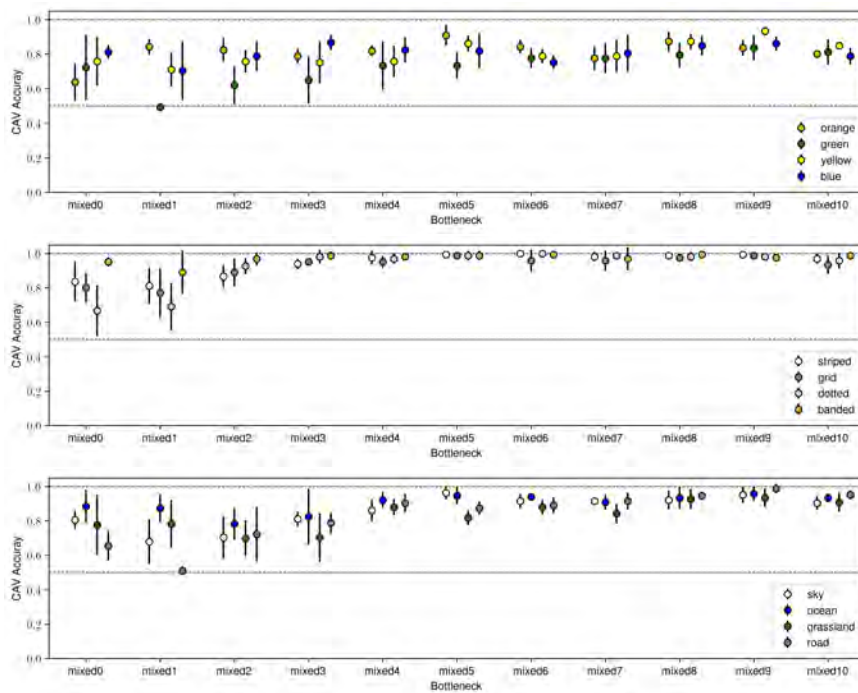 CAV Accuray
1.0
0.8
0.6
0.4
0.2
0.0
orange
green
yellow
blue
mixed0 mixed1 mixed2 mixed3 mixed4 mixed5 mixed6 mixed7 mixed8 mixed9 mixed10
Bottleneck
CAV Accuray
1.0
0.8
0.6
0.4
0.2
0.0
striped
grid
dotted
banded
mixed0 mixed1 mixed2 mixed3 mixed4 mixed5 mixed6 mixed7 mixed8 mixed9 mixed10
Bottleneck
CAV Accuray
1.0
0.8
0.6
0.4
0.2
0.0
sky
ocean
grassland
road
mixed0 mixed1 mixed2 mixed3 mixed4 mixed5 mixed6 mixed7 mixed8 mixed9 mixed10
Bottleneck